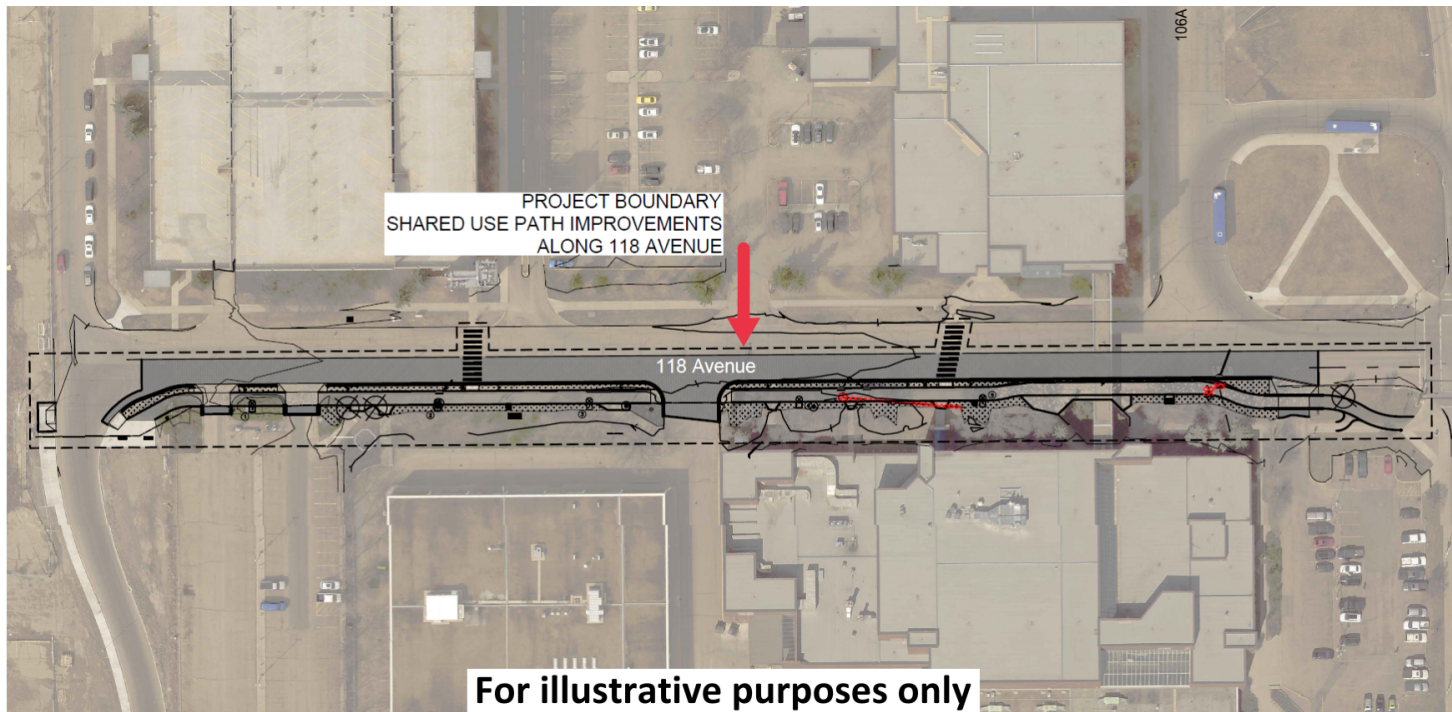 106A
PROJECT BOUNDARY
SHARED USE PATH IMPROVEMENTS
ALONG 118 AVENUE
118 Avenue
For illustrative purposes only